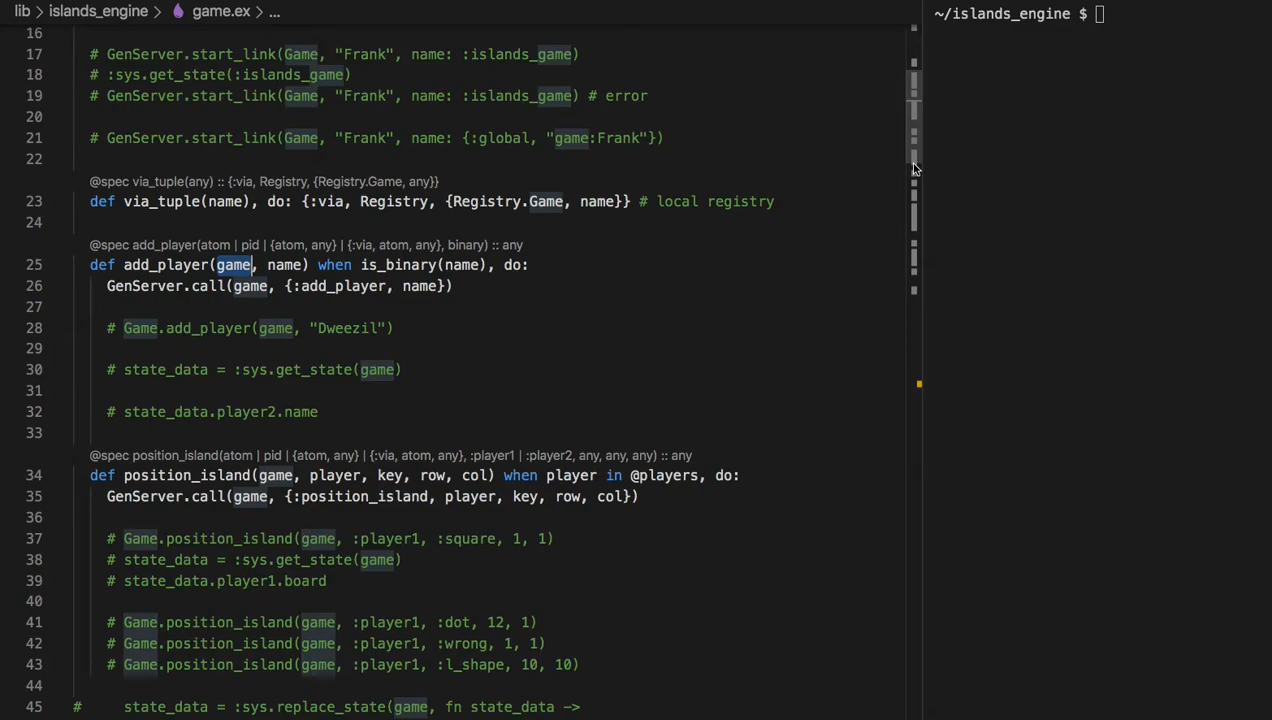 lib > islands_engine > game.ex > ...
~/islands_engine $
16
17 # GenServer.start_link(Game, "Frank", name: :islands_game)
18 # :sys.get_state(:islands_game)
19 # GenServer.start_link(Game, "Frank", name: :islands_game) # error
20
21 # GenServer.start_link(Game, "Frank", name: {:global, "game:Frank"})
22
@spec via_tuple(any) :: {:via, Registry, {Registry.Game, any}}
23 def via_tuple(name), do: {:via, Registry, {Registry.Game, name}} # local registry
24
@spec add_player(atom | pid | {atom, any} | {:via, atom, any}, binary) :: any
25 def add_player(game, name) when is_binary(name), do:
26 GenServer.call(game, {:add_player, name})
27
28 # Game.add_player(game, "Dweezil")
29
30 # state_data = :sys.get_state(game)
31
32 # state_data.player2.name
33
@spec position_island(atom | pid | {atom, any} | {:via, atom, any}, :player1 | :player2, any, any, any) :: any
34 def position_island(game, player, key, row, col) when player in @players, do:
35 GenServer.call(game, {:position_island, player, key, row, col})
36
37 # Game.position_island(game, :player1, :square, 1, 1)
38 # state_data = :sys.get_state(game)
39 # state_data.player1.board
40
41 # Game.position_island(game, :player1, :dot, 12, 1)
42 # Game.position_island(game, :player1, :wrong, 1, 1)
43 # Game.position_island(game, :player1, :l_shape, 10, 10)
44
45 # state_data = :sys.replace_state(game, fn state_data ->